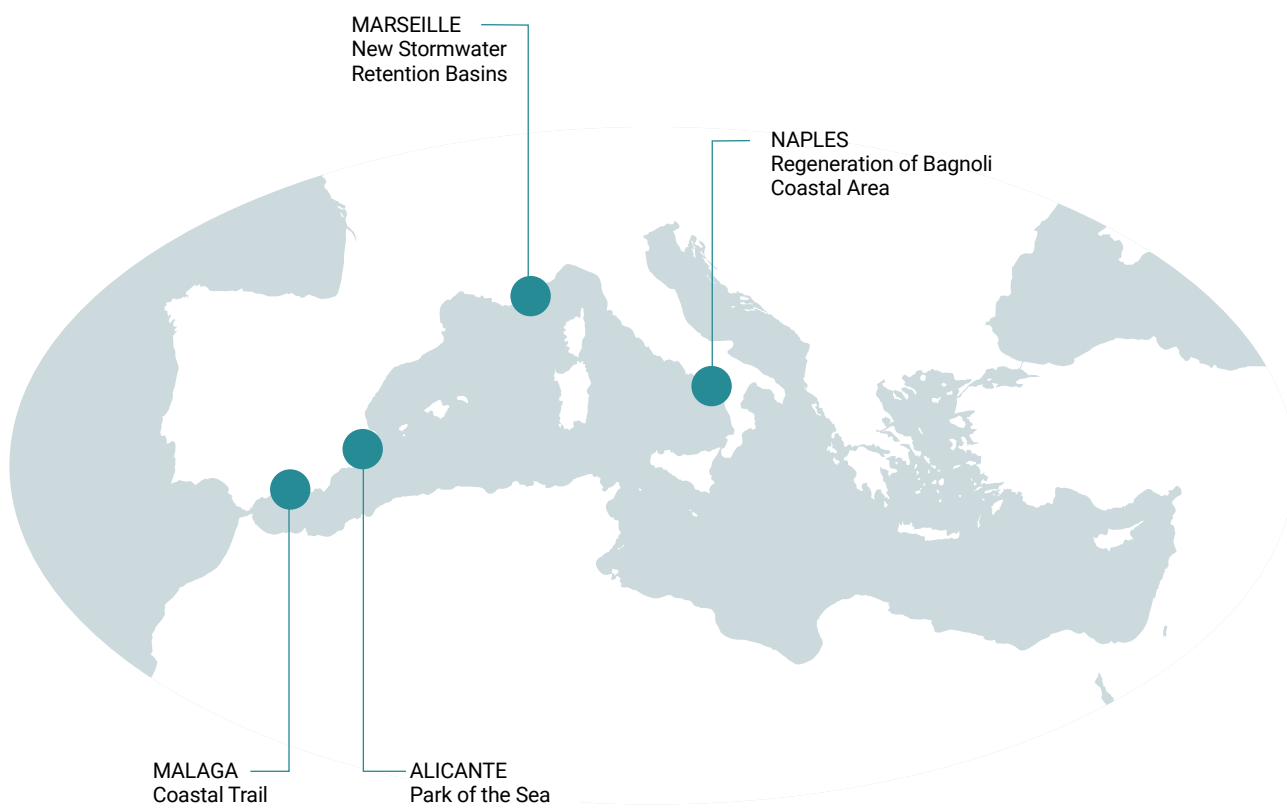 MARSEILLE
New Stormwater
Retention Basins
NAPLES
Regeneration of Bagnoli
Coastal Area
MALAGA
Coastal Trail
ALICANTE
Park of the Sea